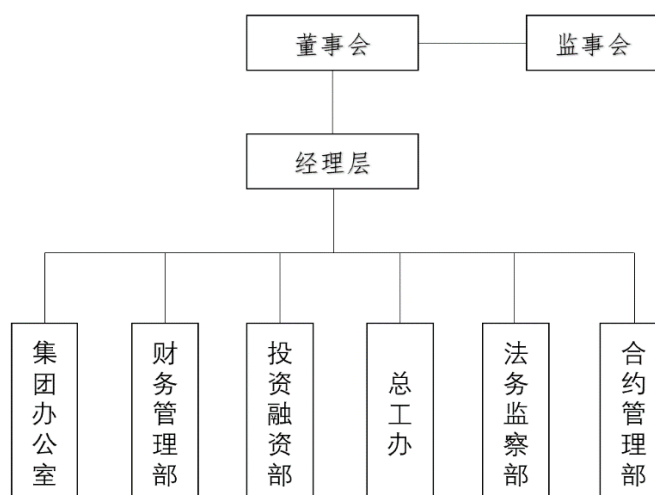 董事会
监事会
经理层
集团办公室
财务管理部
投资融资部
总工办
法务监察部
合约管理部